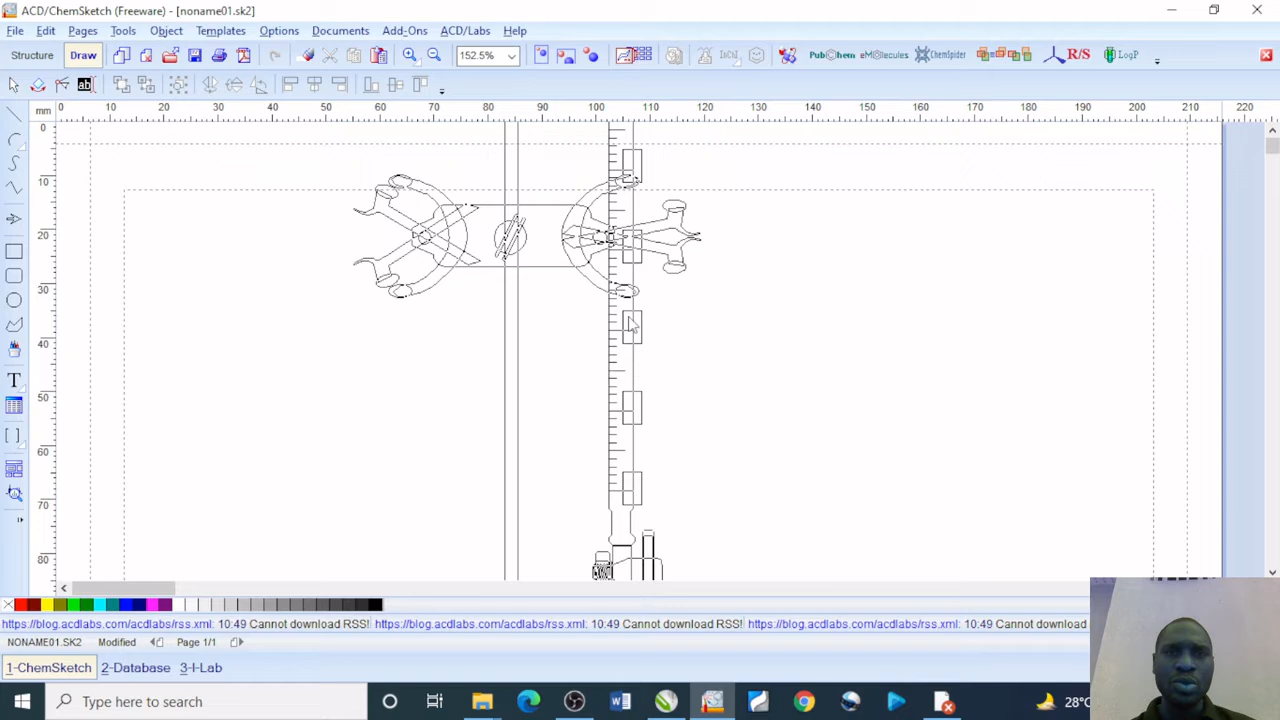 ACD/ChemSketch (Freeware) - [noname01.sk2]
File Edit Pages Tools Object Templates Options Documents Add-Ons ACD/Labs Help
Structure Draw 152.5% PubChem eMolecules ChemSpider R/S LogP
ab
mm 0 10 20 30 40 50 60 70 80 90 100 110 120 130 140 150 160 170 180 190 200 210 220
0
10
20
30
40
50
60
70
80
T
https://blog.acdlabs.com/rss.xml: 10:49 Cannot download RSS! https://blog.acdlabs.com/rss.xml: 10:49 Cannot download RSS! https://blog.acdlabs.com/rss.xml: 10:49 Cannot download RSS!
NONAME01.SK2 Modified Page 1/1
1-ChemSketch 2-Database 3-I-Lab
Type here to search 28°C